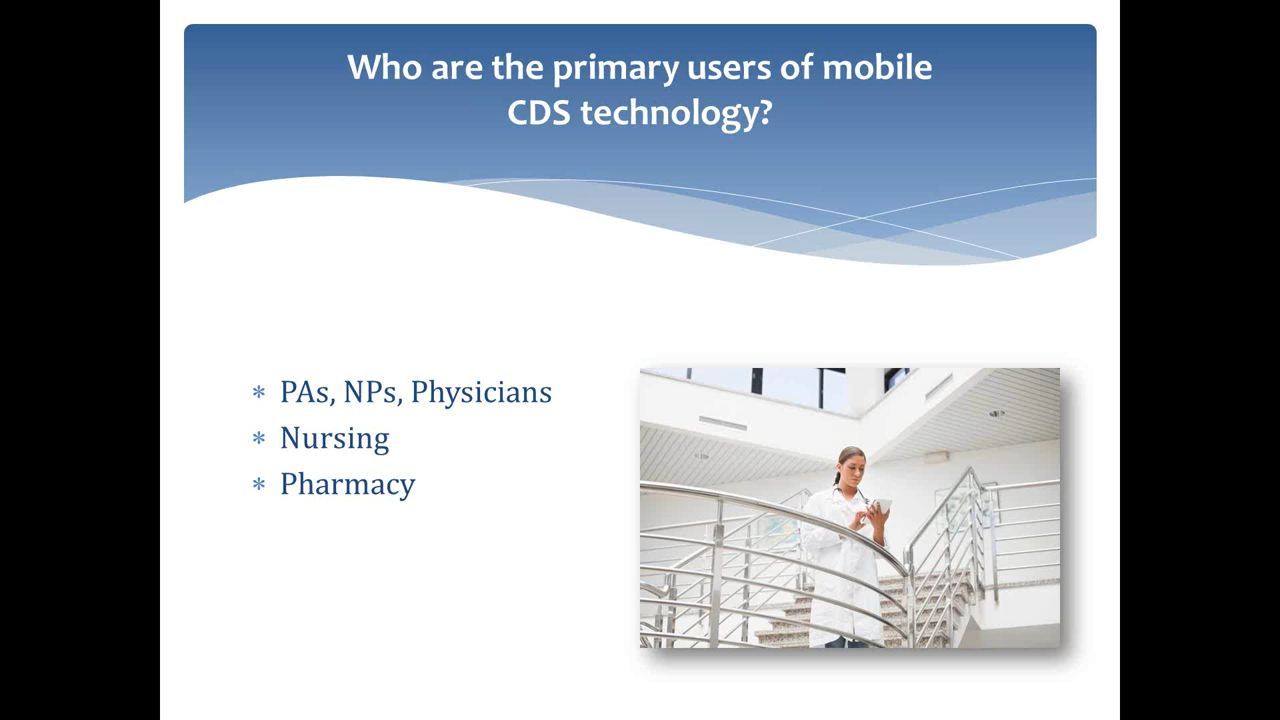 Who are the primary users of mobile
CDS technology?
* PAs, NPs, Physicians
* Nursing
* Pharmacy